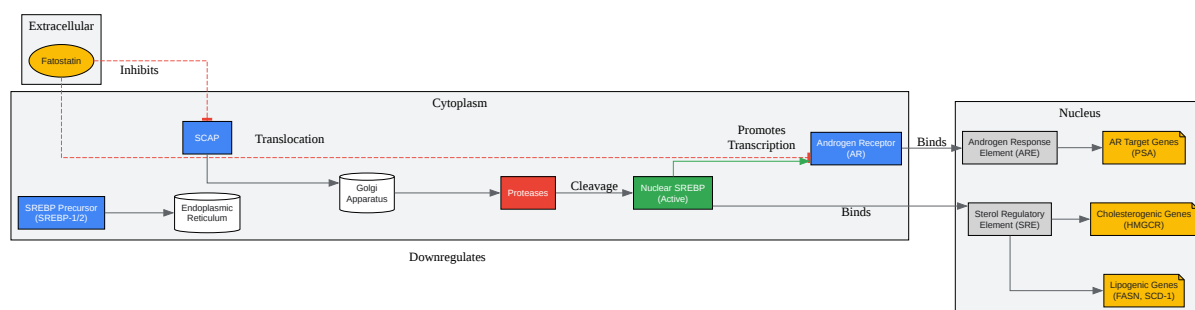 Extracellular
Fatostatin
Inhibits
Cytoplasm
Nucleus
SCAP
Translocation
Promotes
Transcription
Androgen Receptor
(AR)
Binds
Androgen Response
Element (ARE)
AR Target Genes
(PSA)
Golgi
Apparatus
Proteases
Cleavage
Nuclear SREBP
(Active)
Binds
SREBP Precursor
(SREBP-1/2)
Endoplasmic
Reticulum
Sterol Regulatory
Element (SRE)
Cholesterogenic Genes
(HMGCR)
Downregulates
Lipogenic Genes
(FASN, SCD-1)